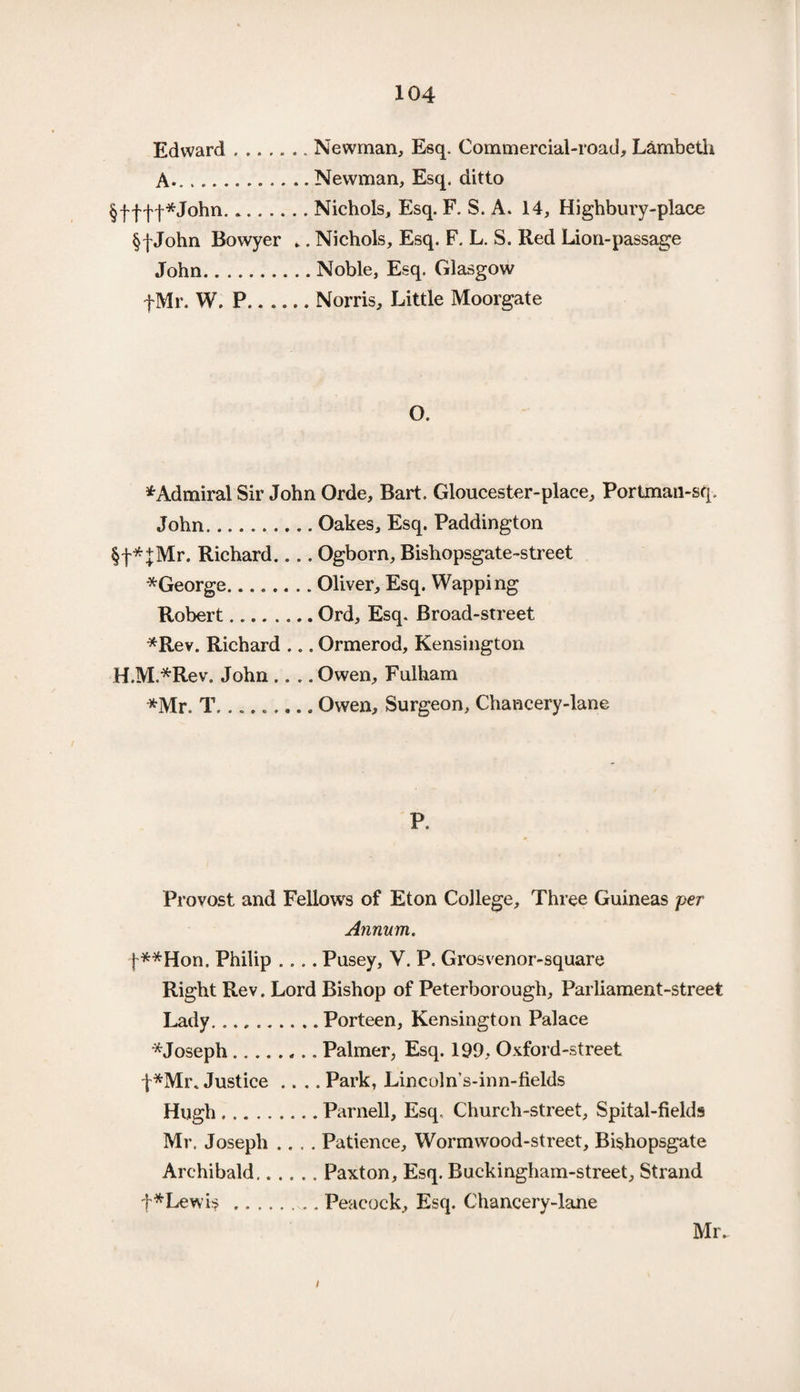 104
Edward ....... Newman, Esq. Commercial-road, Lambeth
A.............. Newman, Esq. ditto
§††††*John......... Nichols, Esq. F. S. A. 14, Highbury-place
§†John Bowyer .. Nichols, Esq. F. L. S. Red Lion-passage
John........... Noble, Esq. Glasgow
†Mr. W. P....... Norris, Little Moorgate
O.
*Admiral Sir John Orde, Bart. Gloucester-place, Portman-sq.
John.......... Oakes, Esq. Paddington
§†*‡Mr. Richard.... Ogborn, Bishopsgate-street
*George........ Oliver, Esq. Wapping
Robert......... Ord, Esq. Broad-street
*Rev. Richard ... Ormerod, Kensington
H.M.*Rev. John .... Owen, Fulham
*Mr. T.......... Owen, Surgeon, Chancery-lane
P.
Provost and Fellows of Eton College, Three Guineas per
Annum.
†**Hon. Philip .... Pusey, V. P. Grosvenor-square
Right Rev. Lord Bishop of Peterborough, Parliament-street
Lady.......... Porteen, Kensington Palace
*Joseph ........ Palmer, Esq. 199, Oxford-street
†*Mr. Justice .... Park, Lincoln's-inn-fields
Hugh .......... Parnell, Esq. Church-street, Spital-fields
Mr. Joseph .... Patience, Wormwood-street, Bishopsgate
Archibald....... Paxton, Esq. Buckingham-street, Strand
†*Lewis ......... Peacock, Esq. Chancery-lane
Mr.